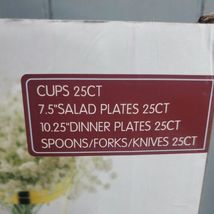 CUPS 25CT
7.5"SALAD PLATES 25CT
10.25"DINNER PLATES 25CT
SPOONS/FORKS/KNIVES 25CT